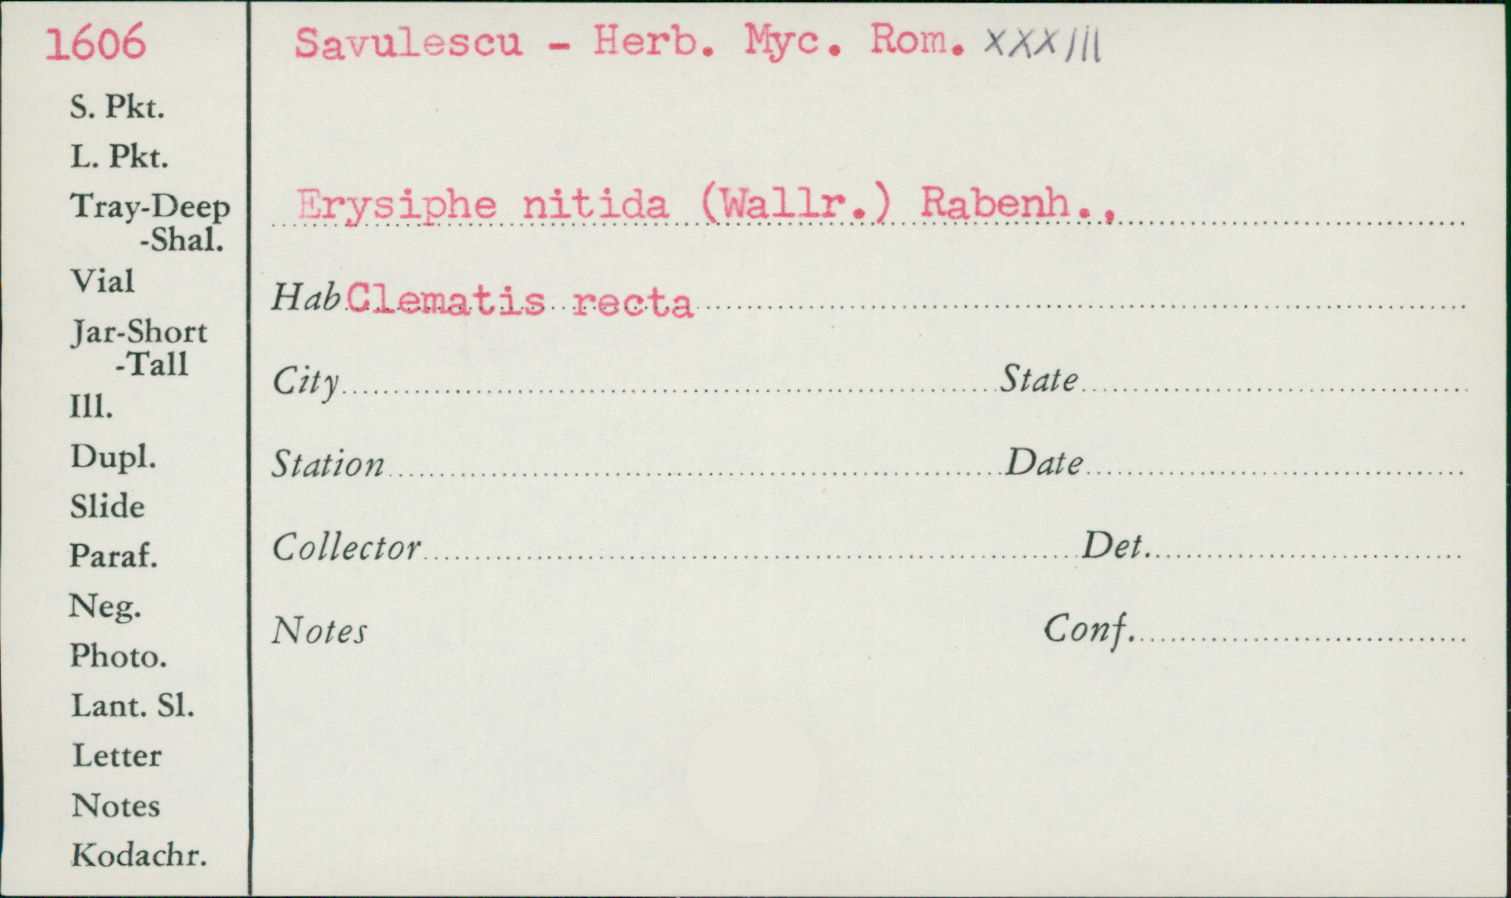 1606
Savulescu - Herb. Myc. Rom. XXXIII
S. Pkt.
L. Pkt.
Tray-Deep
-Shal.
Vial
Jar-Short
-Tall
Ill.
Dupl.
Slide
Paraf.
Neg.
Photo.
Lant. Sl.
Letter
Notes
Kodachr.
Erysiphe nitida (Wallr.) Rabenh.,
Hab Clematis recta
City State
Station Date
Collector Det.
Notes Conf.